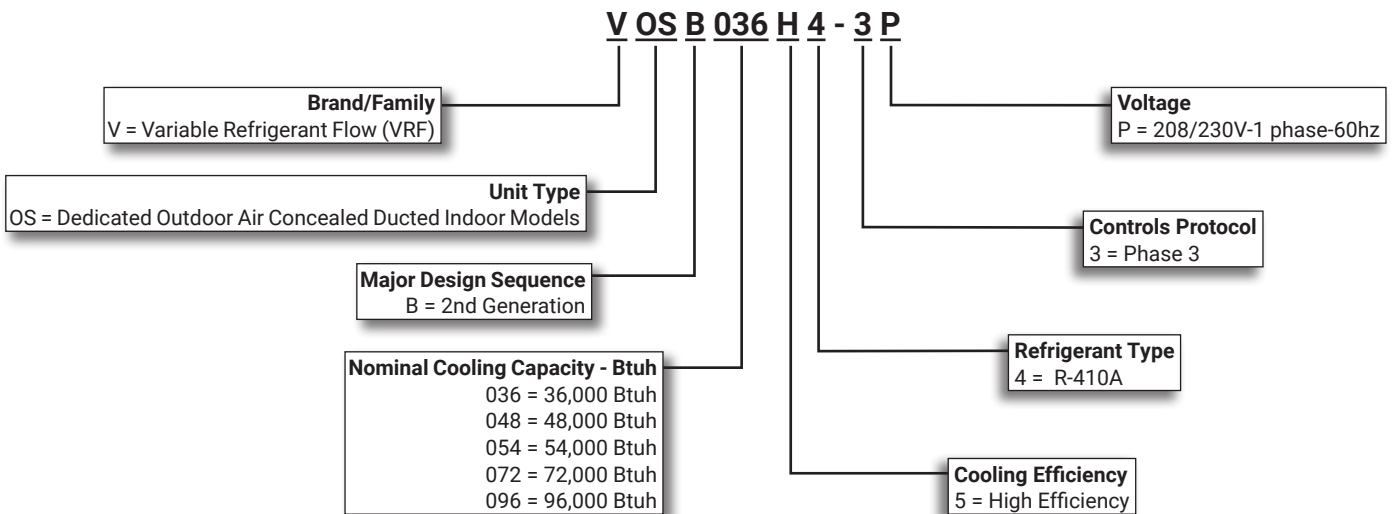 V OS B 036 H 4 - 3 P
Brand/Family
V = Variable Refrigerant Flow (VRF)
Voltage
P = 208/230V-1 phase-60hz
Unit Type
OS = Dedicated Outdoor Air Concealed Ducted Indoor Models
Controls Protocol
3 = Phase 3
Major Design Sequence
B = 2nd Generation
Refrigerant Type
4 = R-410A
Nominal Cooling Capacity - Btuh
036 = 36,000 Btuh
048 = 48,000 Btuh
054 = 54,000 Btuh
072 = 72,000 Btuh
096 = 96,000 Btuh
Cooling Efficiency
5 = High Efficiency